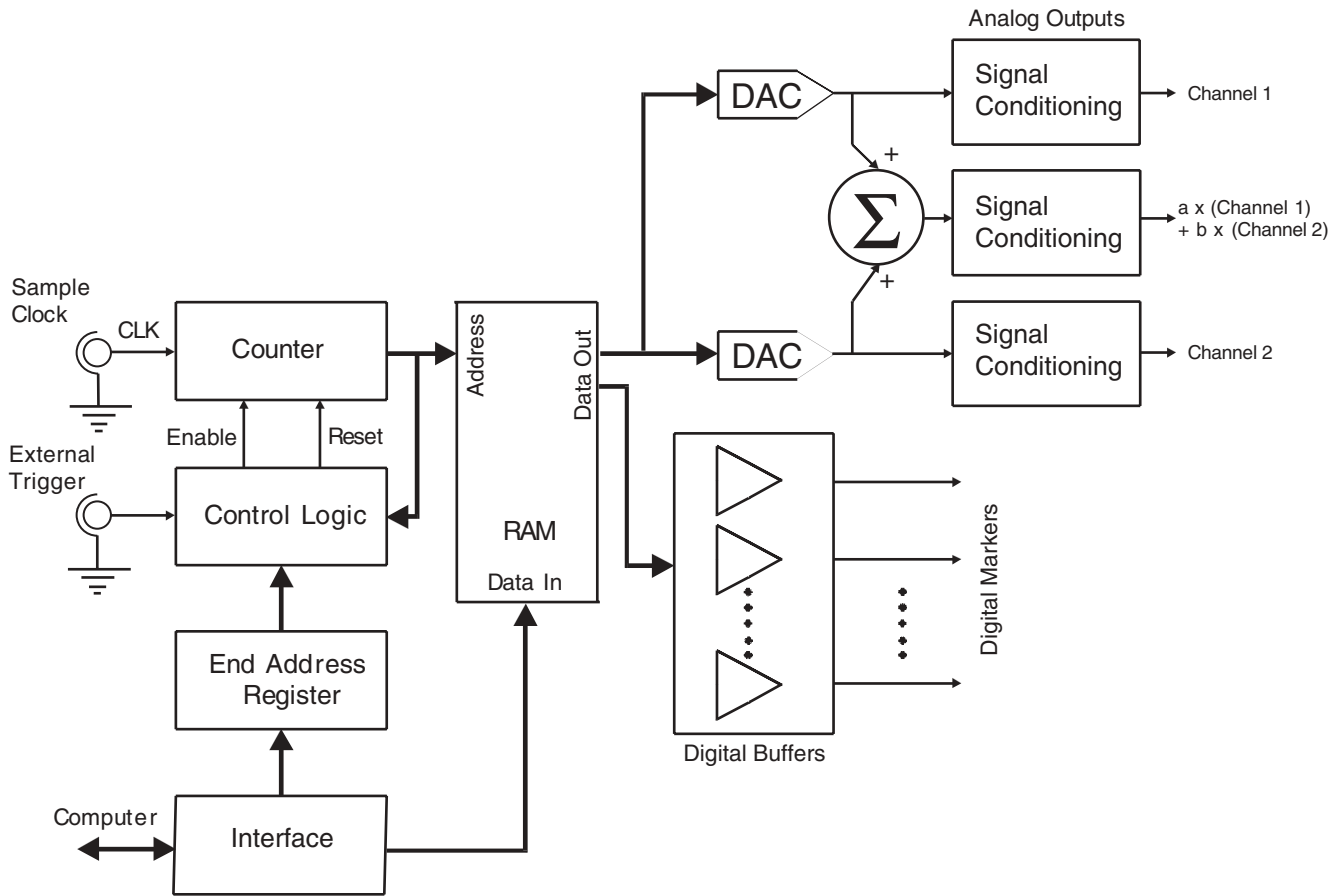 Analog Outputs
DAC
Signal
Conditioning
Channel 1
+
Σ
Signal
Conditioning
a x (Channel 1)
+ b x (Channel 2)
+
Sample
Clock
CLK
Counter
Address
Data Out
RAM
Data In
DAC
Signal
Conditioning
Channel 2
Enable
Reset
External
Trigger
Control Logic
End Address
Register
Digital Buffers
Digital Markers
Computer
Interface